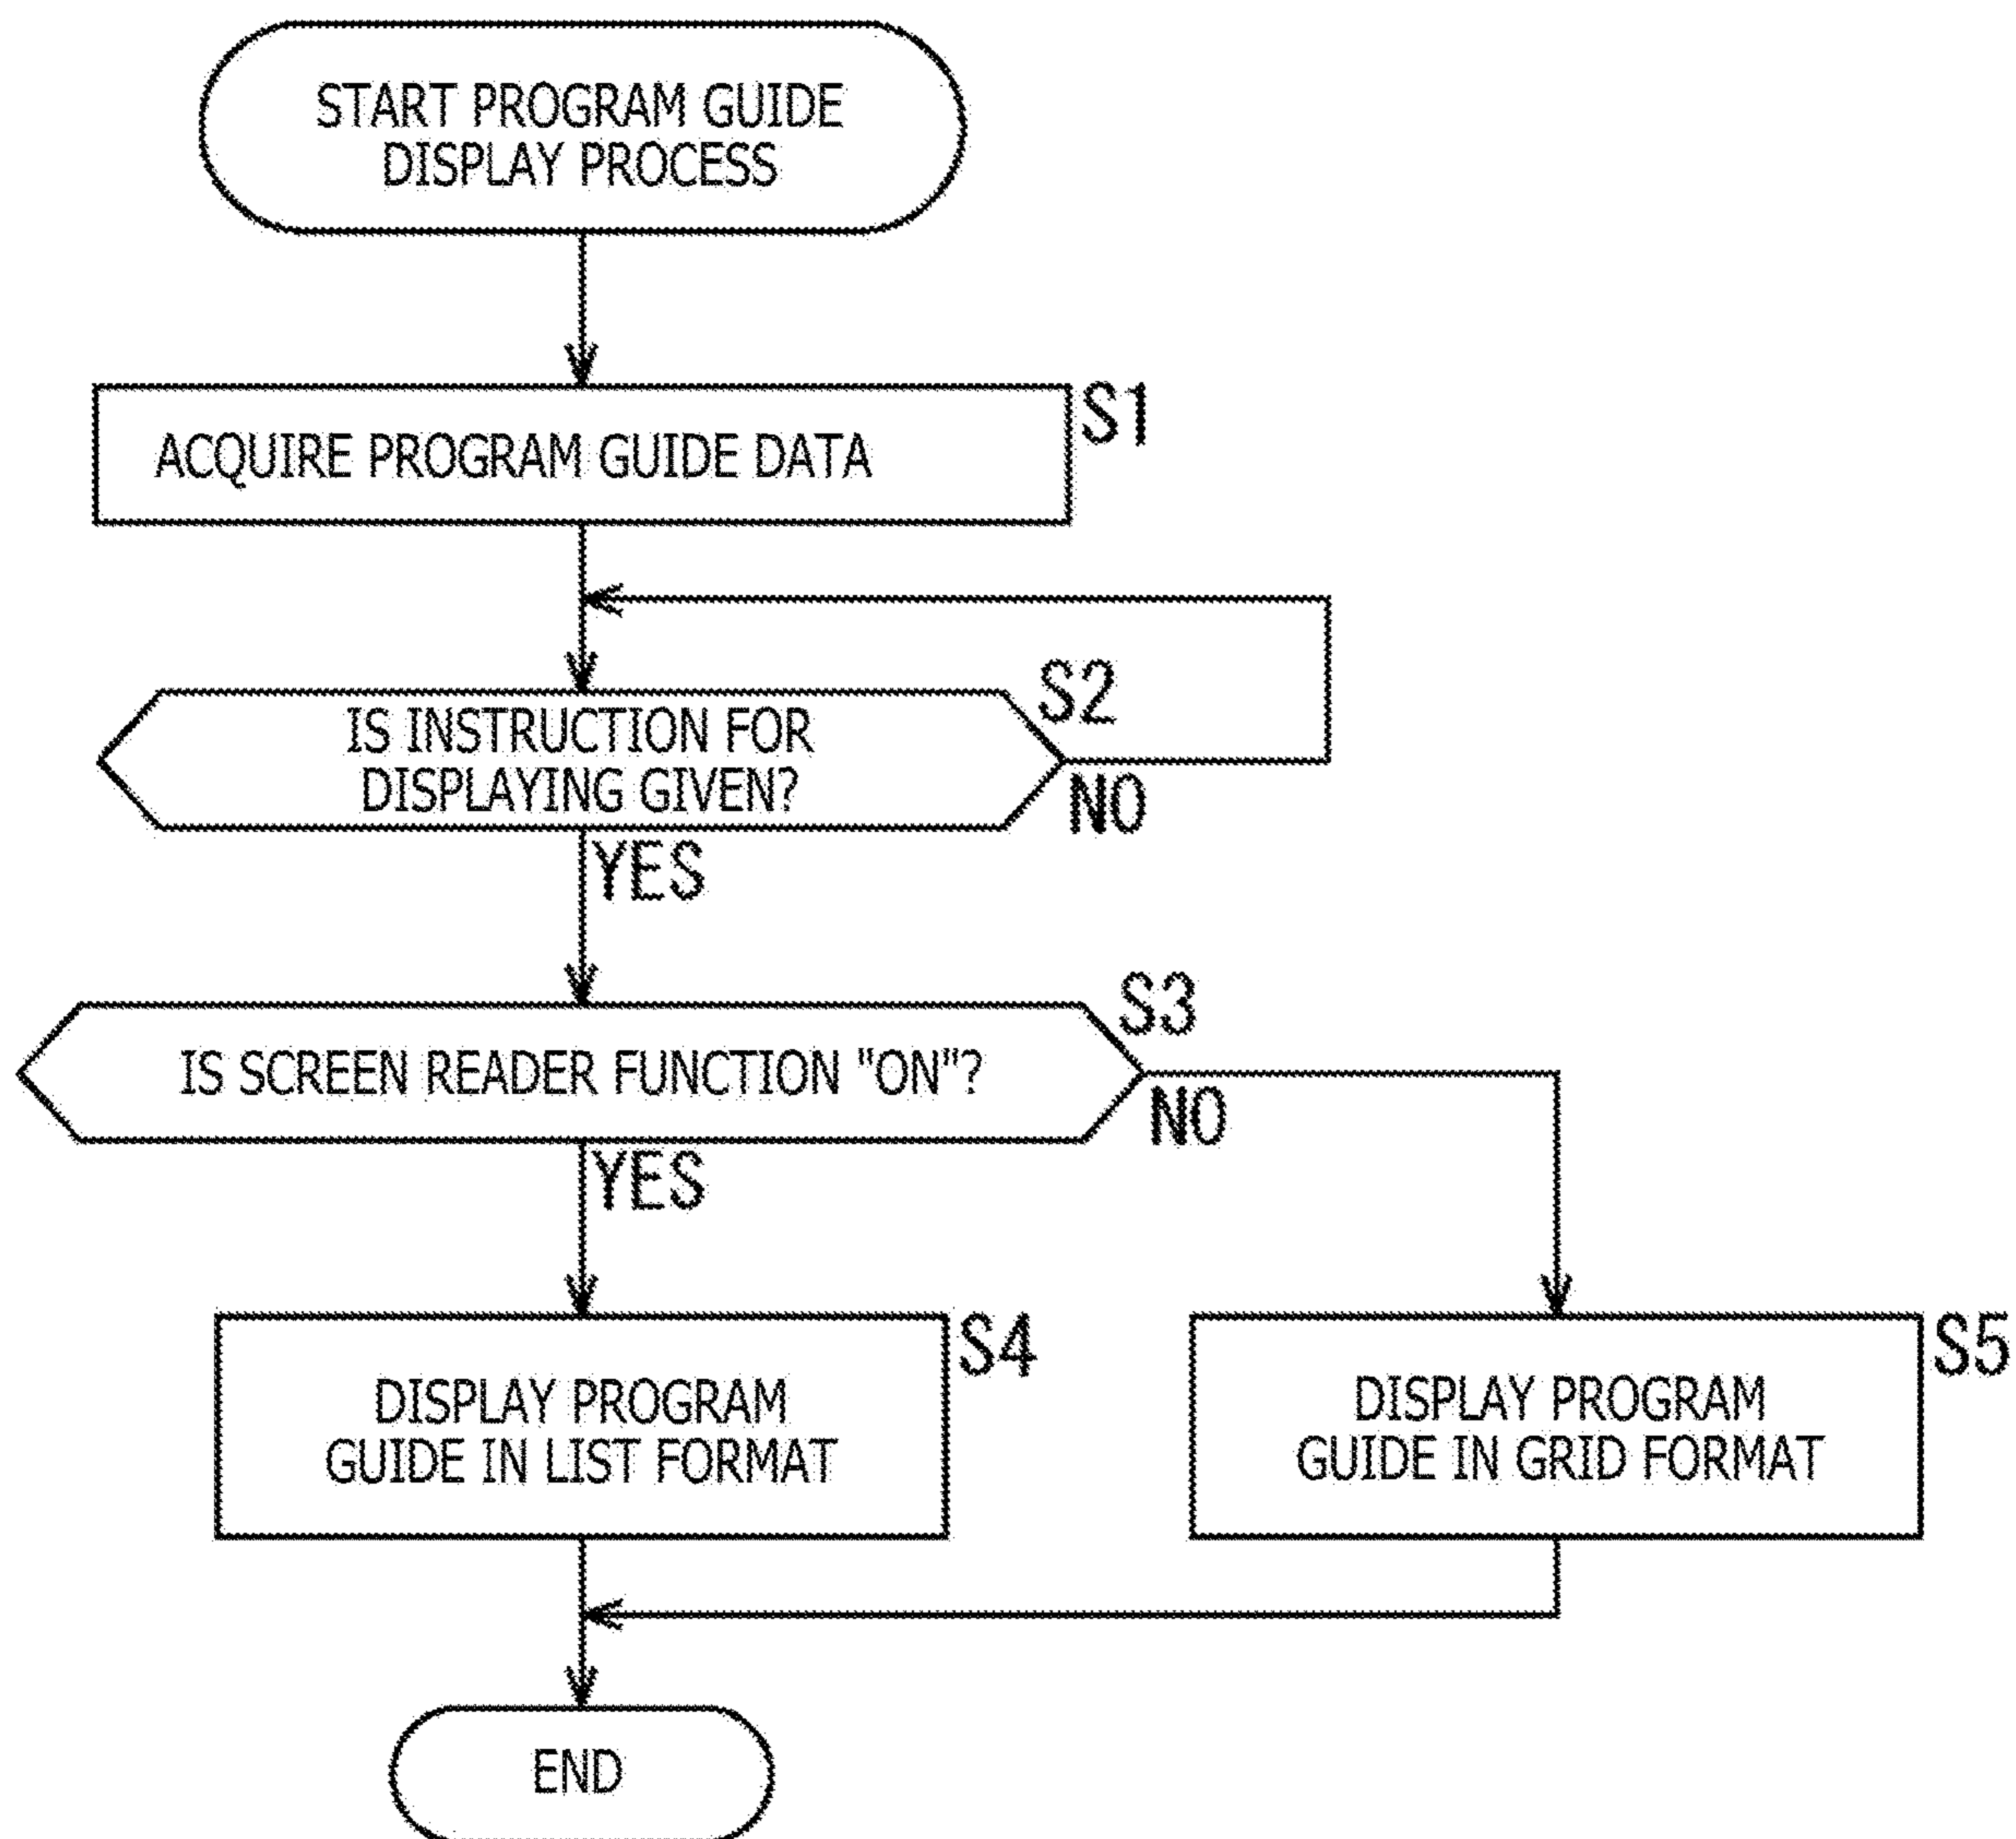 START PROGRAM GUIDE
DISPLAY PROCESS
S1
ACQUIRE PROGRAM GUIDE DATA
S2
IS INSTRUCTION FOR
DISPLAYING GIVEN?
NO
YES
S3
IS SCREEN READER FUNCTION "ON"?
NO
YES
S4
DISPLAY PROGRAM
GUIDE IN LIST FORMAT
S5
DISPLAY PROGRAM
GUIDE IN GRID FORMAT
END